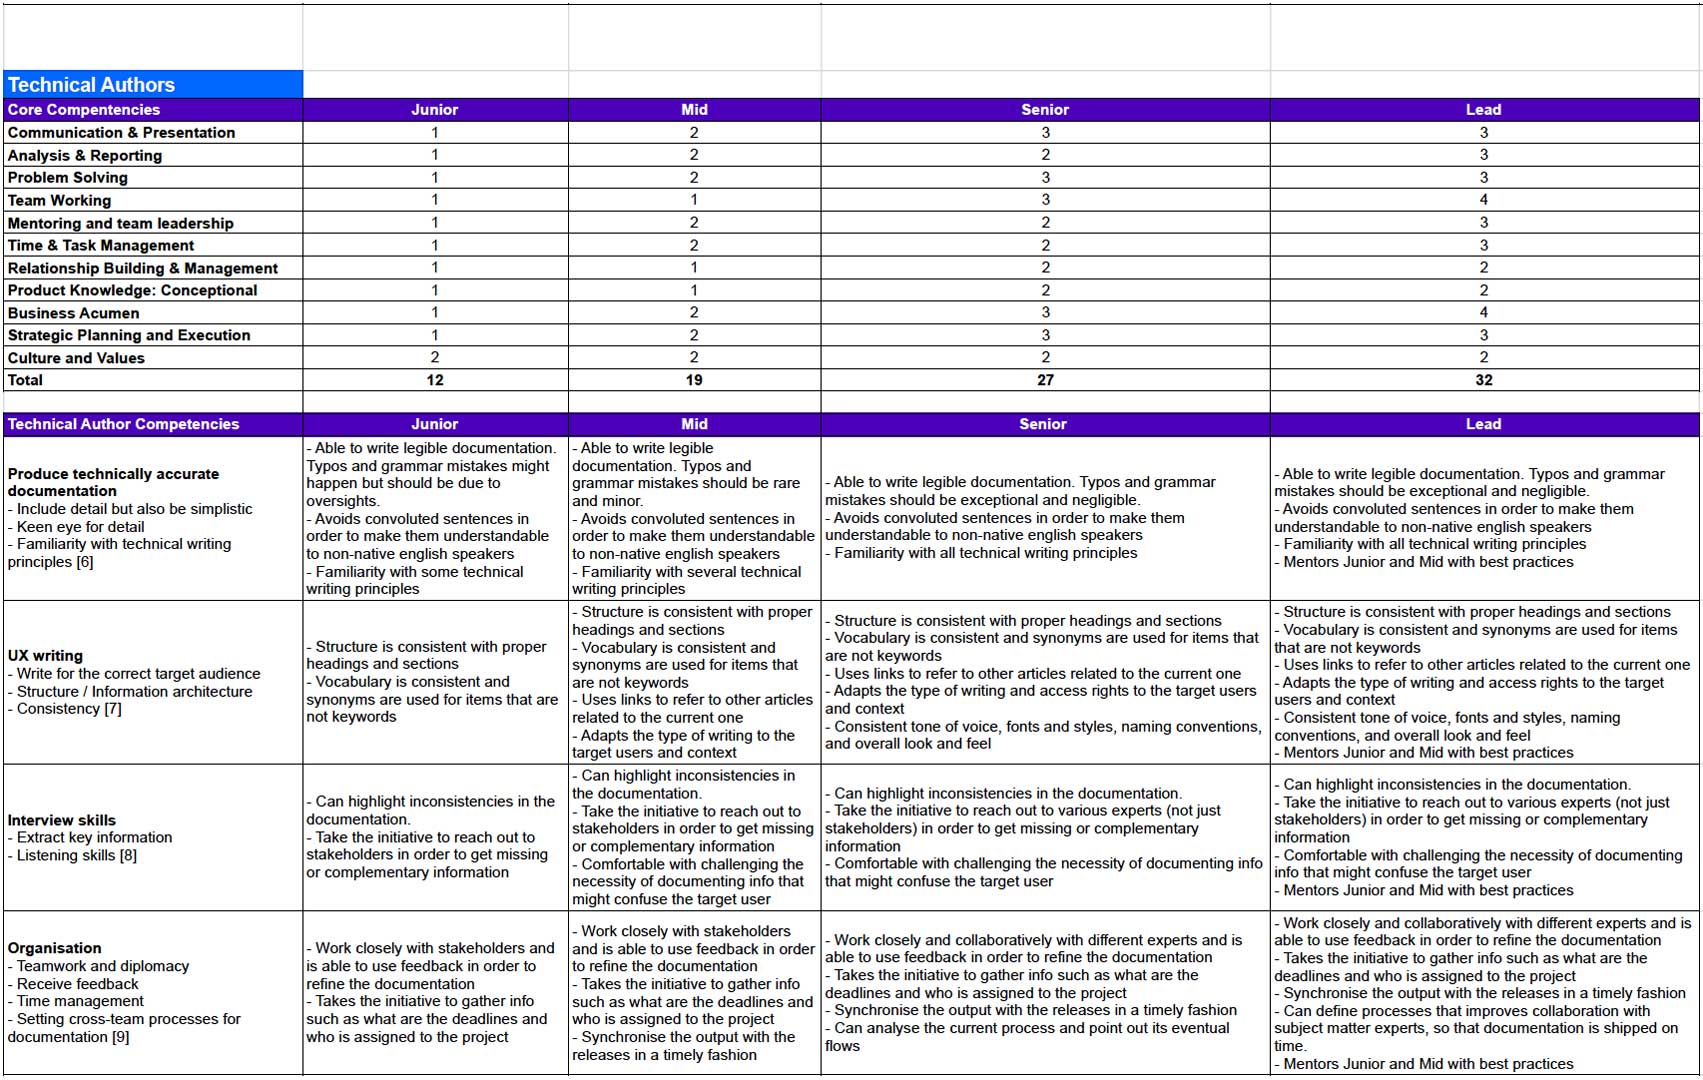 Technical Authors
Core Compentencies Junior Mid Senior Lead
Communication & Presentation 1 2 3 3
Analysis & Reporting 1 2 2 3
Problem Solving 1 2 3 3
Team Working 1 1 3 4
Mentoring and team leadership 1 2 2 3
Time & Task Management 1 2 2 3
Relationship Building & Management 1 1 2 2
Product Knowledge: Conceptional 1 1 2 2
Business Acumen 1 2 3 4
Strategic Planning and Execution 1 2 3 3
Culture and Values 2 2 2 2
Total 12 19 27 32
Technical Author Competencies Junior Mid Senior Lead
Produce technically accurate
documentation
- Include detail but also be simplistic
- Keen eye for detail
- Familiarity with technical writing
principles [6]
- Able to write legible documentation.
Typos and grammar mistakes might
happen but should be due to
oversights.
- Avoids convoluted sentences in
order to make them understandable
to non-native english speakers
- Familiarity with some technical
writing principles
- Able to write legible
documentation. Typos and
grammar mistakes should be rare
and minor.
- Avoids convoluted sentences in
order to make them understandable
to non-native english speakers
- Familiarity with several technical
writing principles
- Able to write legible documentation. Typos and grammar
mistakes should be exceptional and negligible.
- Avoids convoluted sentences in order to make them
understandable to non-native english speakers
- Familiarity with all technical writing principles
- Able to write legible documentation. Typos and grammar
mistakes should be exceptional and negligible.
- Avoids convoluted sentences in order to make them
understandable to non-native english speakers
- Familiarity with all technical writing principles
- Mentors Junior and Mid with best practices
UX writing
- Write for the correct target audience
- Structure / Information architecture
- Consistency [7]
- Structure is consistent with proper
headings and sections
- Vocabulary is consistent and
synonyms are used for items that are
not keywords
- Structure is consistent with proper
headings and sections
- Vocabulary is consistent and
synonyms are used for items that
are not keywords
- Uses links to refer to other articles
related to the current one
- Adapts the type of writing to the
target users and context
- Structure is consistent with proper headings and sections
- Vocabulary is consistent and synonyms are used for items that
are not keywords
- Uses links to refer to other articles related to the current one
- Adapts the type of writing and access rights to the target users
and context
- Consistent tone of voice, fonts and styles, naming conventions,
and overall look and feel
- Structure is consistent with proper headings and sections
- Vocabulary is consistent and synonyms are used for items
that are not keywords
- Uses links to refer to other articles related to the current one
- Adapts the type of writing and access rights to the target
users and context
- Consistent tone of voice, fonts and styles, naming
conventions, and overall look and feel
- Mentors Junior and Mid with best practices
Interview skills
- Extract key information
- Listening skills [8]
- Can highlight inconsistencies in the
documentation.
- Take the initiative to reach out to
stakeholders in order to get missing
or complementary information
- Can highlight inconsistencies in
the documentation.
- Take the initiative to reach out to
stakeholders in order to get missing
or complementary information
- Comfortable with challenging the
necessity of documenting info that
might confuse the target user
- Can highlight inconsistencies in the documentation.
- Take the initiative to reach out to various experts (not just
stakeholders) in order to get missing or complementary
information
- Comfortable with challenging the necessity of documenting info
that might confuse the target user
- Can highlight inconsistencies in the documentation.
- Take the initiative to reach out to various experts (not just
stakeholders) in order to get missing or complementary
information
- Comfortable with challenging the necessity of documenting
info that might confuse the target user
- Mentors Junior and Mid with best practices
Organisation
- Teamwork and diplomacy
- Receive feedback
- Time management
- Setting cross-team processes for
documentation [9]
- Work closely with stakeholders and
is able to use feedback in order to
refine the documentation
- Takes the initiative to gather info
such as what are the deadlines and
who is assigned to the project
- Work closely with stakeholders
and is able to use feedback in order
to refine the documentation
- Takes the initiative to gather info
such as what are the deadlines and
who is assigned to the project
- Synchronise the output with the
releases in a timely fashion
- Work closely and collaboratively with different experts and is
able to use feedback in order to refine the documentation
- Takes the initiative to gather info such as what are the
deadlines and who is assigned to the project
- Synchronise the output with the releases in a timely fashion
- Can analyse the current process and point out its eventual
flows
- Work closely and collaboratively with different experts and is
able to use feedback in order to refine the documentation
- Takes the initiative to gather info such as what are the
deadlines and who is assigned to the project
- Synchronise the output with the releases in a timely fashion
- Can define processes that improves collaboration with
subject matter experts, so that documentation is shipped on
time.
- Mentors Junior and Mid with best practices